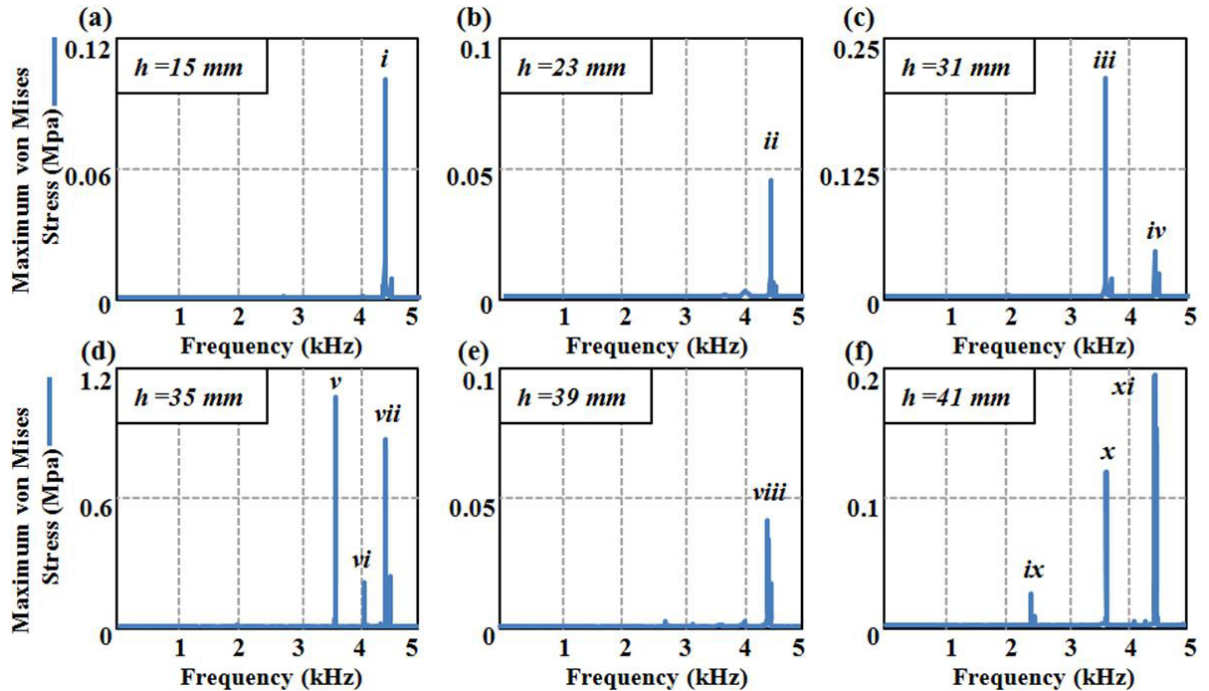 (a) (b) (c)
0.12 0.1 0.25
h =15 mm i h =23 mm h =31 mm iii
ii
Maximum von Mises
Stress (Mpa)
0.06 0.05 0.125
iv
0 0 0
1 2 3 4 5 1 2 3 4 5 1 2 3 4 5
Frequency (kHz) Frequency (kHz) Frequency (kHz)
(d) (e) (f)
1.2 0.1 0.2
h =35 mm v h =39 mm h =41 mm xi
vii
x
Maximum von Mises
Stress (Mpa)
0.6 viii 0.05 0.1
vi
ix
0 0 0
1 2 3 4 5 1 2 3 4 5 1 2 3 4 5
Frequency (kHz) Frequency (kHz) Frequency (kHz)